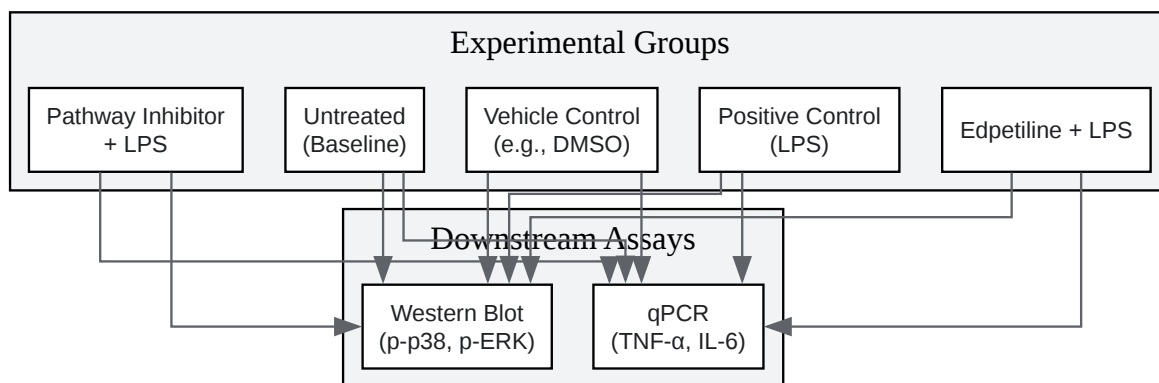 Experimental Groups
Pathway Inhibitor
+ LPS
Untreated
(Baseline)
Vehicle Control
(e.g., DMSO)
Positive Control
(LPS)
Edpetiline + LPS
Downstream Assays
Western Blot
(p-p38, p-ERK)
qPCR
(TNF-α, IL-6)